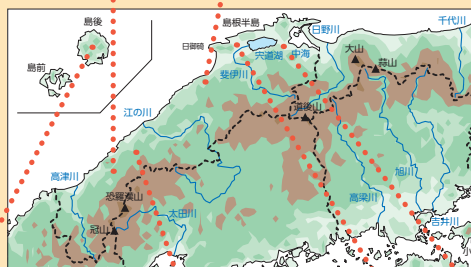 島後
島前
島根半島
日御碕
宍道湖
中海
日野川
大山
蒜山
千代川
斐伊川
道後山
江の川
高津川
恐羅漢山
冠山
太田川
高梁川
旭川
吉井川